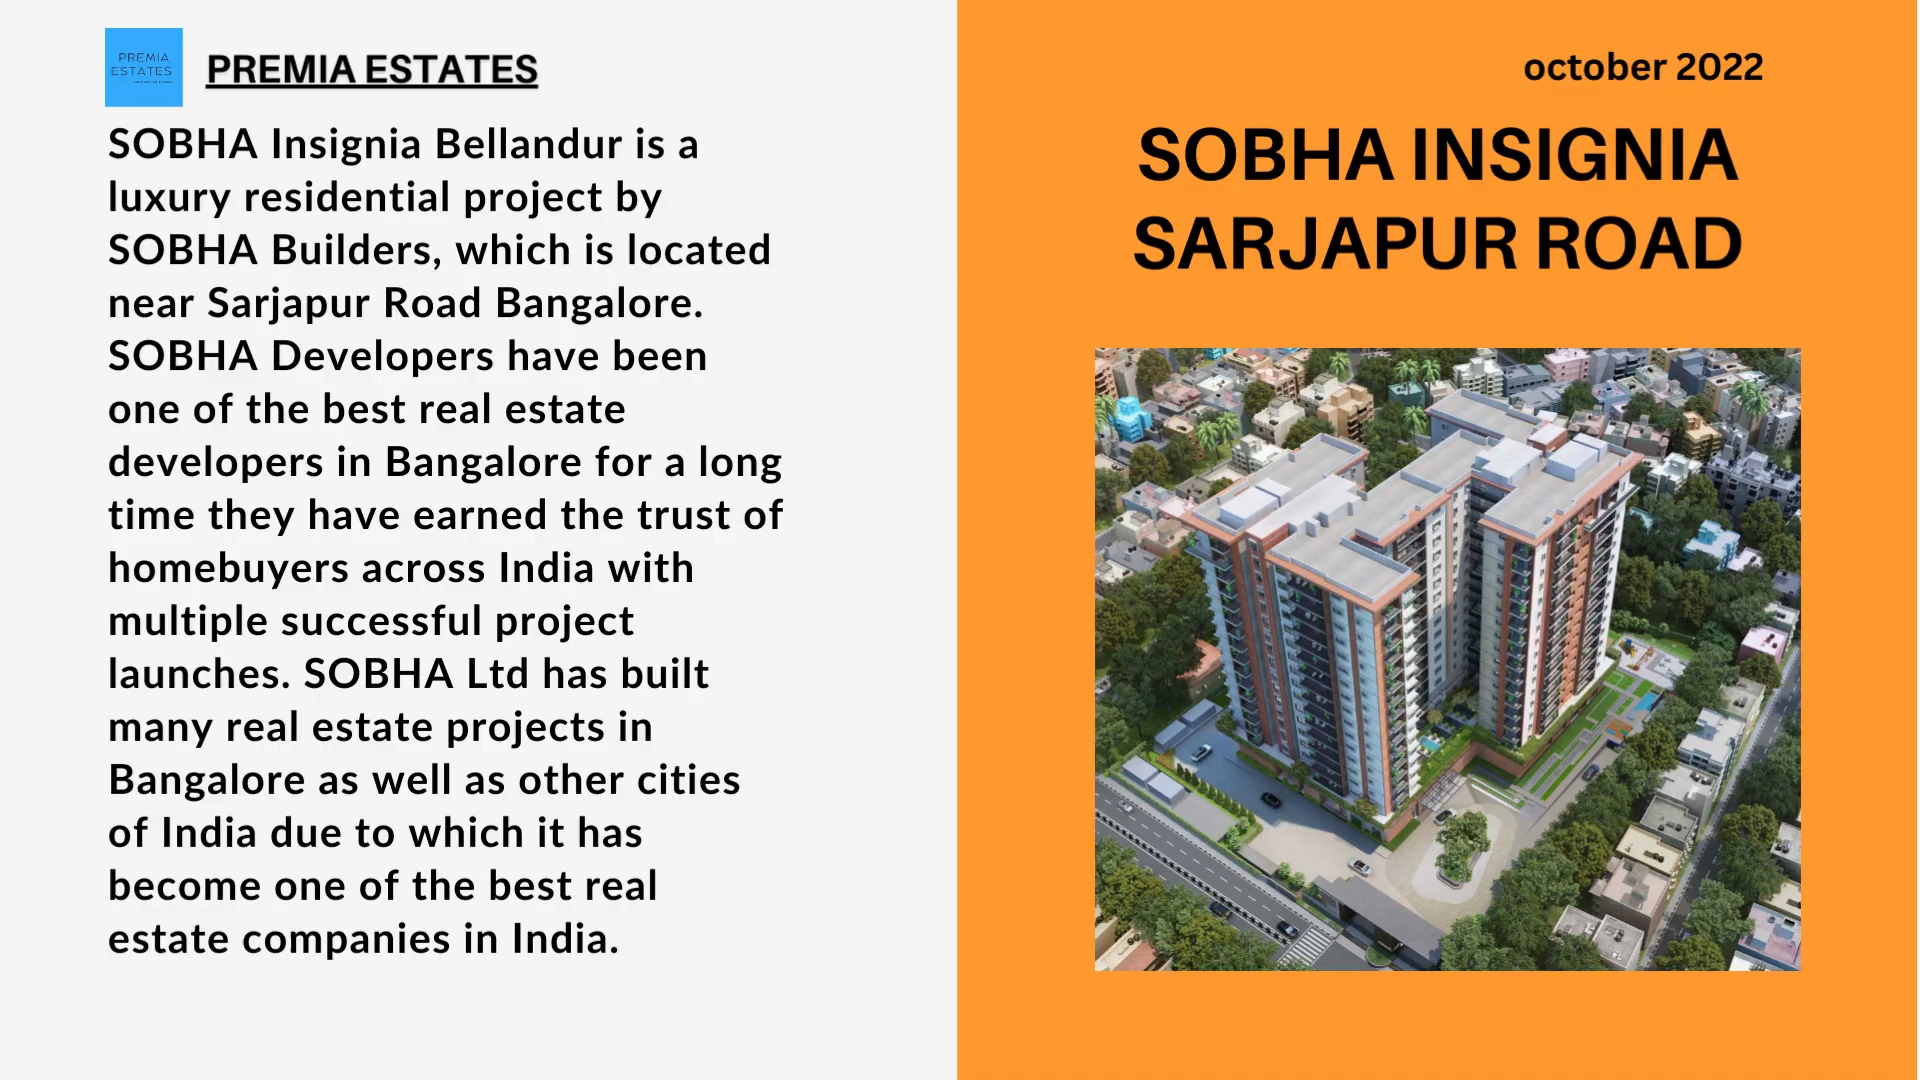 PREMIA
ESTATES
PREMIA ESTATES
SOBHA Insignia Bellandur is a
luxury residential project by
SOBHA Builders, which is located
near Sarjapur Road Bangalore.
SOBHA Developers have been
one of the best real estate
developers in Bangalore for a long
time they have earned the trust of
homebuyers across India with
multiple successful project
launches. SOBHA Ltd has built
many real estate projects in
Bangalore as well as other cities
of India due to which it has
become one of the best real
estate companies in India.
october 2022
SOBHA INSIGNIA
SARJAPUR ROAD